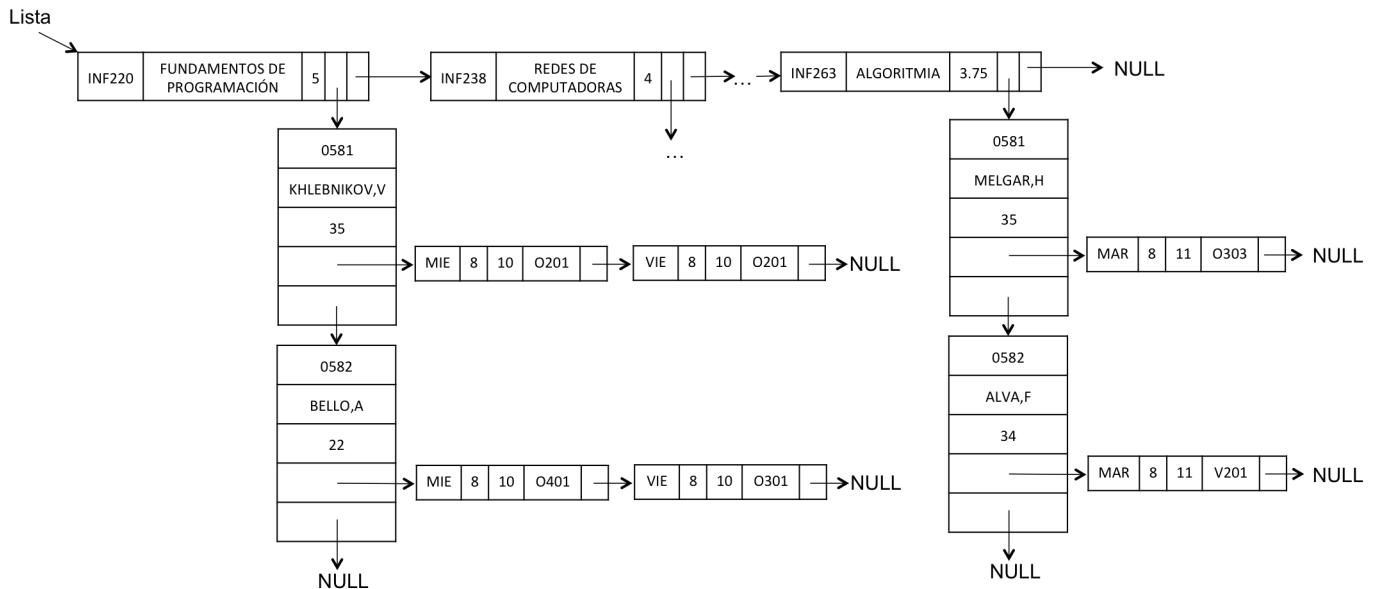 Lista
INF220
FUNDAMENTOS DE
PROGRAMACIÓN
5
INF238
REDES DE
COMPUTADORAS
4
...
INF263
ALGORITMIA
3.75
NULL
...
0581
KHLEBNIKOV,V
35
MIE 8 10 O201
VIE 8 10 O201
NULL
0582
BELLO,A
22
MIE 8 10 O401
VIE 8 10 O301
NULL
NULL
0581
MELGAR,H
35
MAR 8 11 O303
NULL
0582
ALVA,F
34
MAR 8 11 V201
NULL
NULL